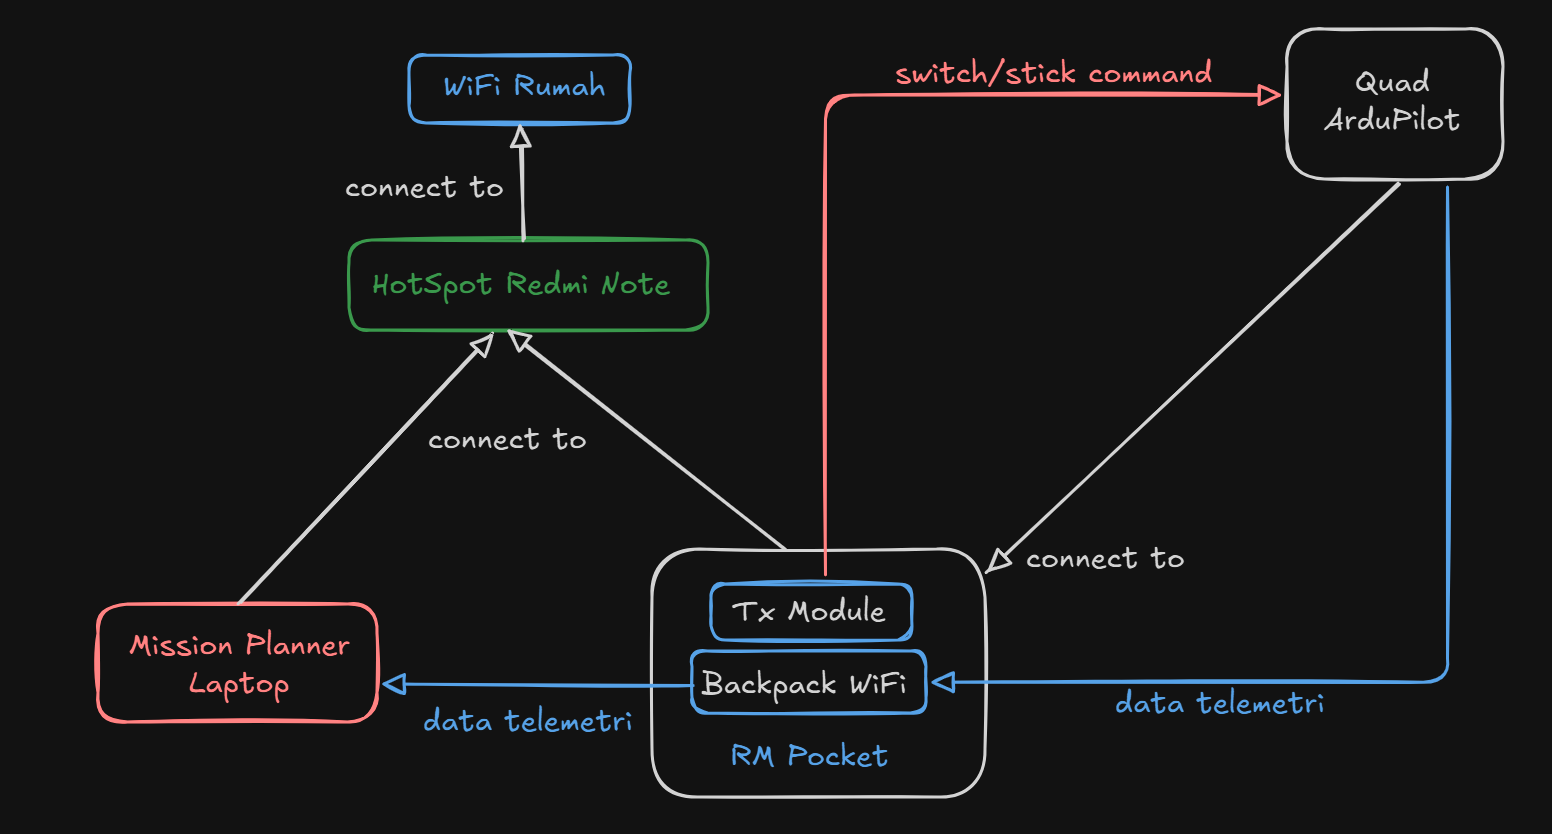 WiFi Rumah
switch/stick command
Quad
ArduPilot
connect to
HotSpot Redmi Note
connect to
connect to
Tx Module
Mission Planner
Laptop
Backpack WiFi
data telemetri
data telemetri
RM Pocket